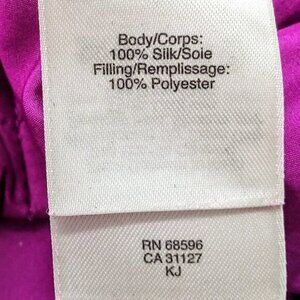 Body/Corps:
100% Silk/Soie
Filling/Remplissage:
100% Polyester
RN 68596
CA 31127
KJ